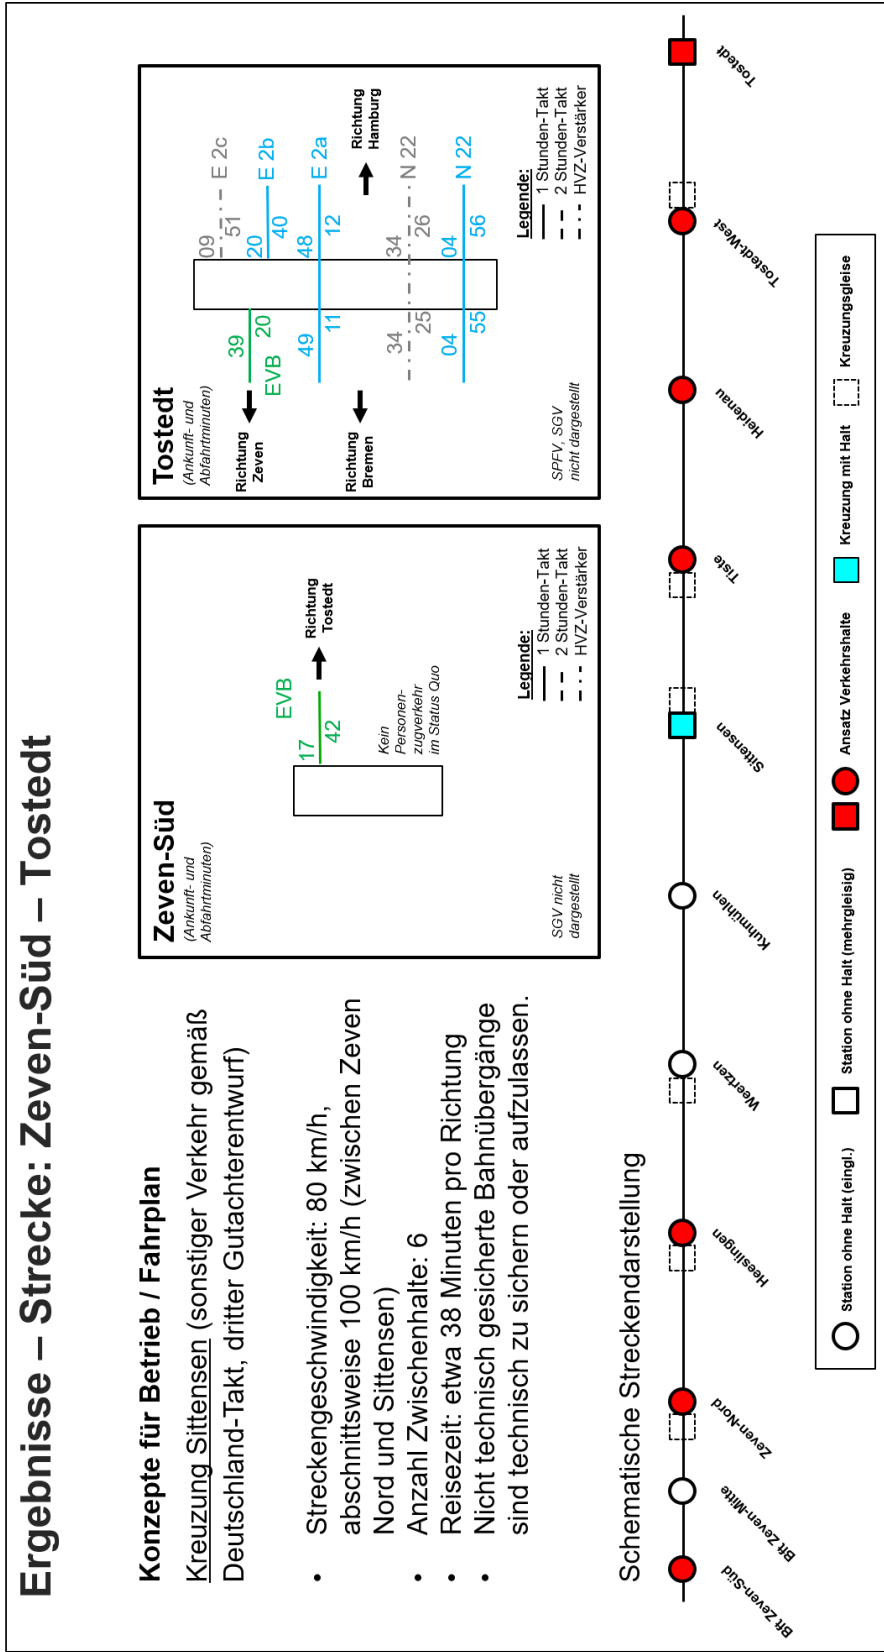 Ergebnisse – Strecke: Zeven-Süd – Tostedt
Konzepte für Betrieb / Fahrplan
Kreuzung Sittensen (sonstiger Verkehr gemäß
Deutschland-Takt, dritter Gutachterentwurf)
• Streckengeschwindigkeit: 80 km/h,
abschnittsweise 100 km/h (zwischen Zeven
Nord und Sittensen)
• Anzahl Zwischenhalte: 6
• Reisezeit: etwa 38 Minuten pro Richtung
• Nicht technisch gesicherte Bahnübergänge
sind technisch zu sichern oder aufzulassen.
Zeven-Süd
(Ankunft- und
Abfahrtminuten)
EVB
17
42
Richtung
Tostedt
Kein
Personen-
zugverkehr
im Status Quo
SGV nicht
dargestellt
Legende:
1 Stunden-Takt
2 Stunden-Takt
HVZ-Verstärker
Tostedt
(Ankunft- und
Abfahrtminuten)
09
E 2c
51
39
20
E 2b
20
40
EVB
Richtung
Zeven
49
48
E 2a
11
12
Richtung
Bremen
Richtung
Hamburg
34
34
N 22
25
26
04
04
N 22
55
56
SPFV, SGV
nicht dargestellt
Legende:
1 Stunden-Takt
2 Stunden-Takt
HVZ-Verstärker
Schematische Streckendarstellung
Bft Zeven-Süd
Bft Zeven-Mitte
Zeven-Nord
Heeslingen
Weertzen
Kuhmühlen
Sittensen
Tiste
Heidenau
Tostedt-West
Tostedt
Station ohne Halt (eingl.)
Station ohne Halt (mehrgleisig)
Ansatz Verkehrshalte
Kreuzung mit Halt
Kreuzungsgleise